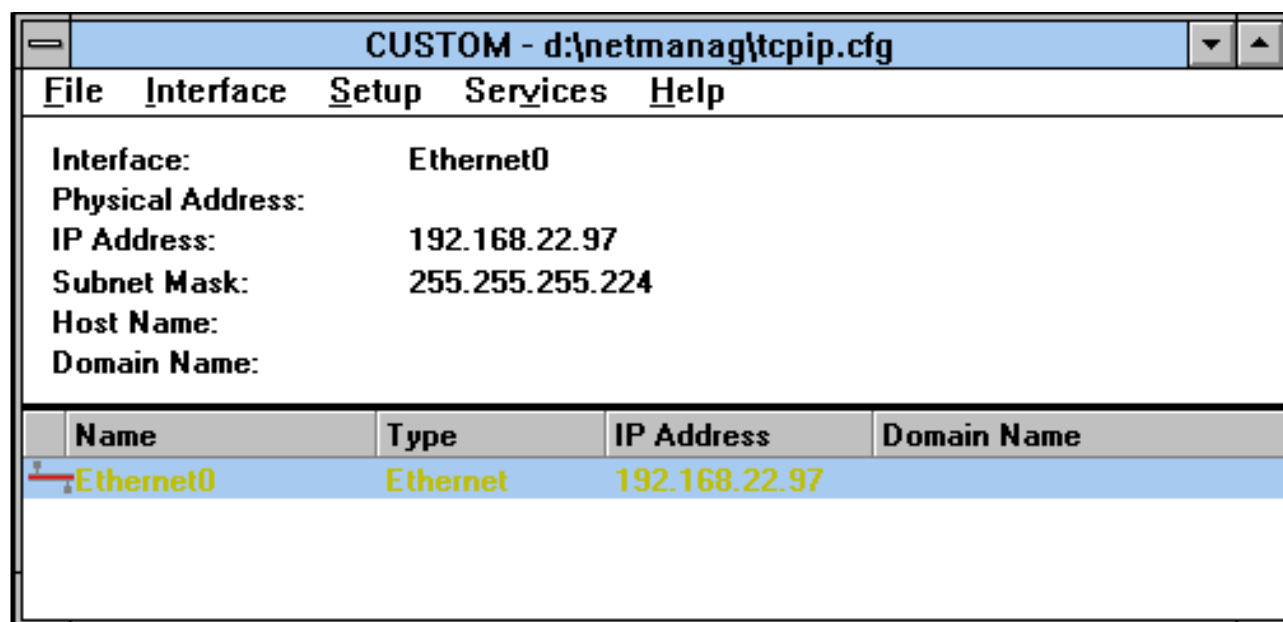 CUSTOM - d:\netmanag\tcpip.cfg
File Interface Setup Services Help
Interface: Ethernet0
Physical Address:
IP Address: 192.168.22.97
Subnet Mask: 255.255.255.224
Host Name:
Domain Name:
Name Type IP Address Domain Name
Ethernet0 Ethernet 192.168.22.97